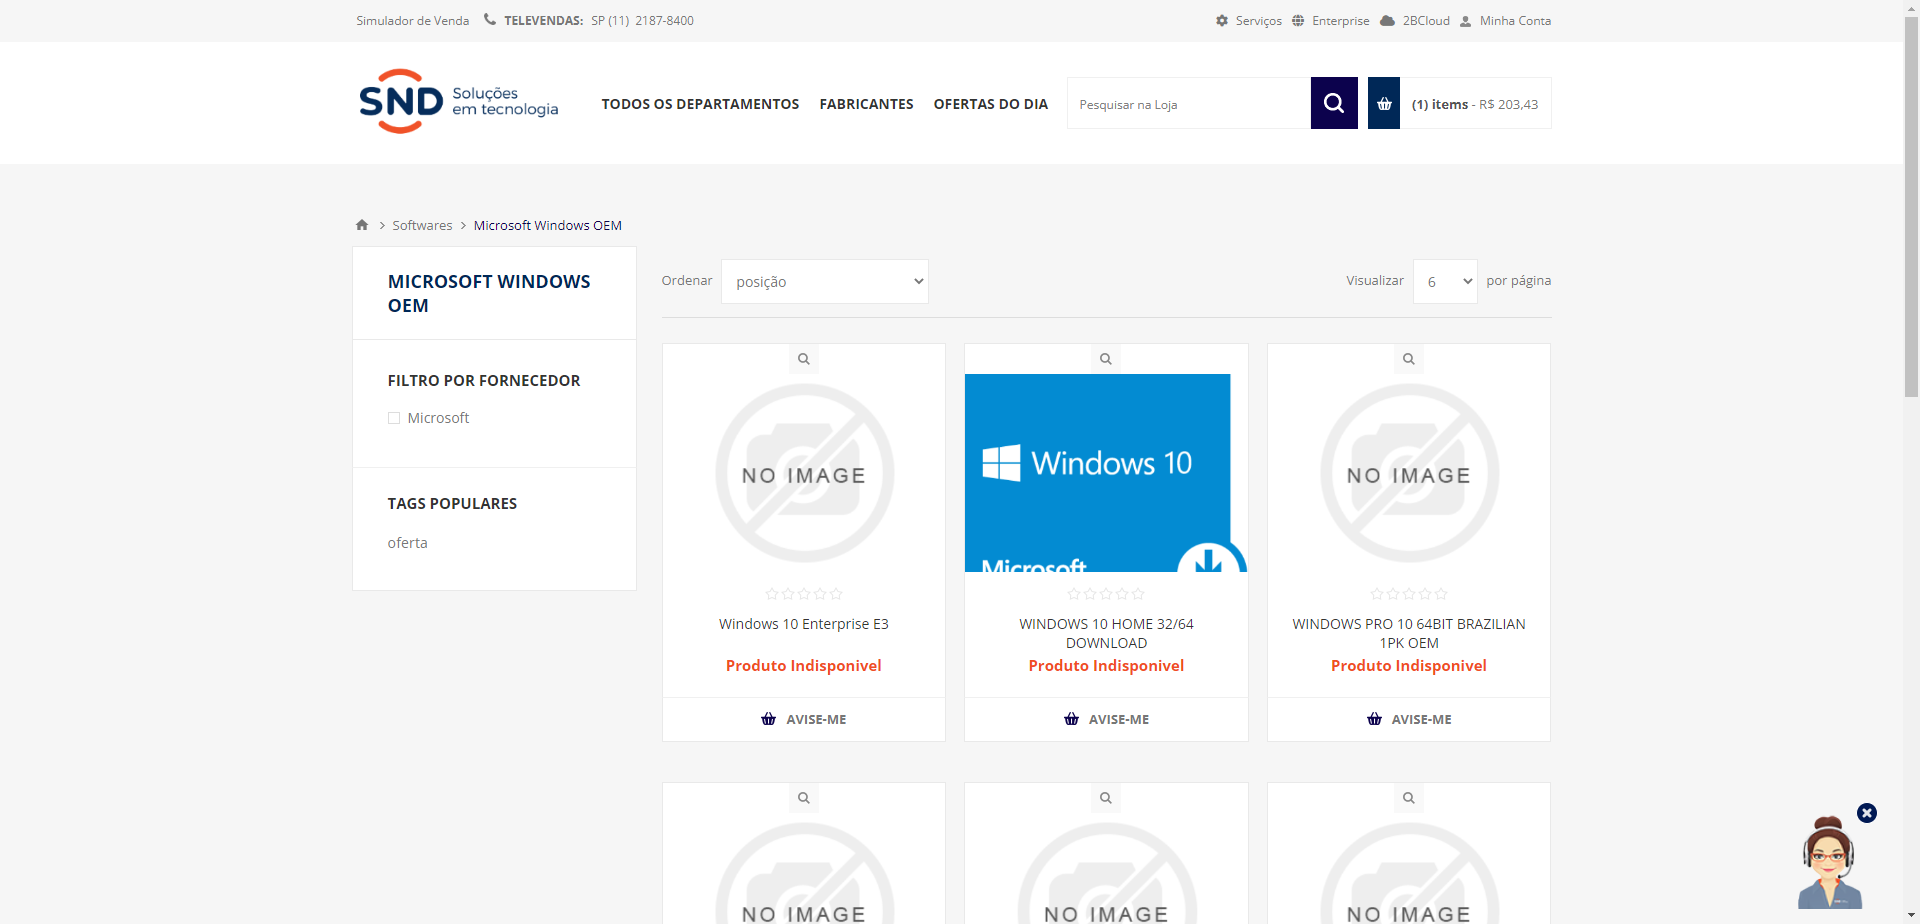 Simulador de Venda TELEVENDAS: SP (11) 2187-8400 Serviços Enterprise 2BCloud Minha Conta
SND Soluções em tecnologia
TODOS OS DEPARTAMENTOS FABRICANTES OFERTAS DO DIA Pesquisar na Loja (1) items - R$ 203,43
Softwares Microsoft Windows OEM
MICROSOFT WINDOWS
OEM
FILTRO POR FORNECEDOR
Microsoft
TAGS POPULARES
oferta
Ordenar posição Visualizar 6 por página
NO IMAGE
Windows 10 Enterprise E3
Produto Indisponivel
AVISE-ME
Windows 10
Microsoft
WINDOWS 10 HOME 32/64
DOWNLOAD
Produto Indisponivel
AVISE-ME
NO IMAGE
WINDOWS PRO 10 64BIT BRAZILIAN
1PK OEM
Produto Indisponivel
AVISE-ME
NO IMAGE
NO IMAGE
NO IMAGE